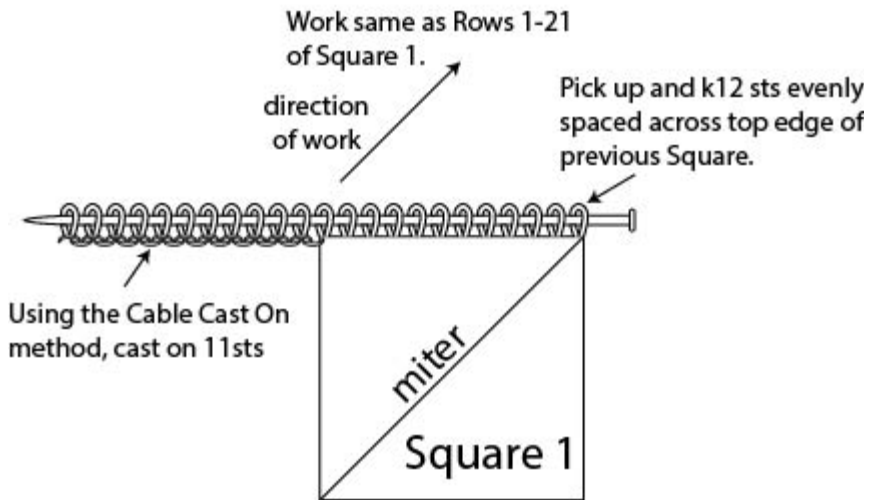 Work same as Rows 1-21
of Square 1.
direction
of work
Pick up and k12 sts evenly
spaced across top edge of
previous Square.
Using the Cable Cast On
method, cast on 11sts
miter
Square 1